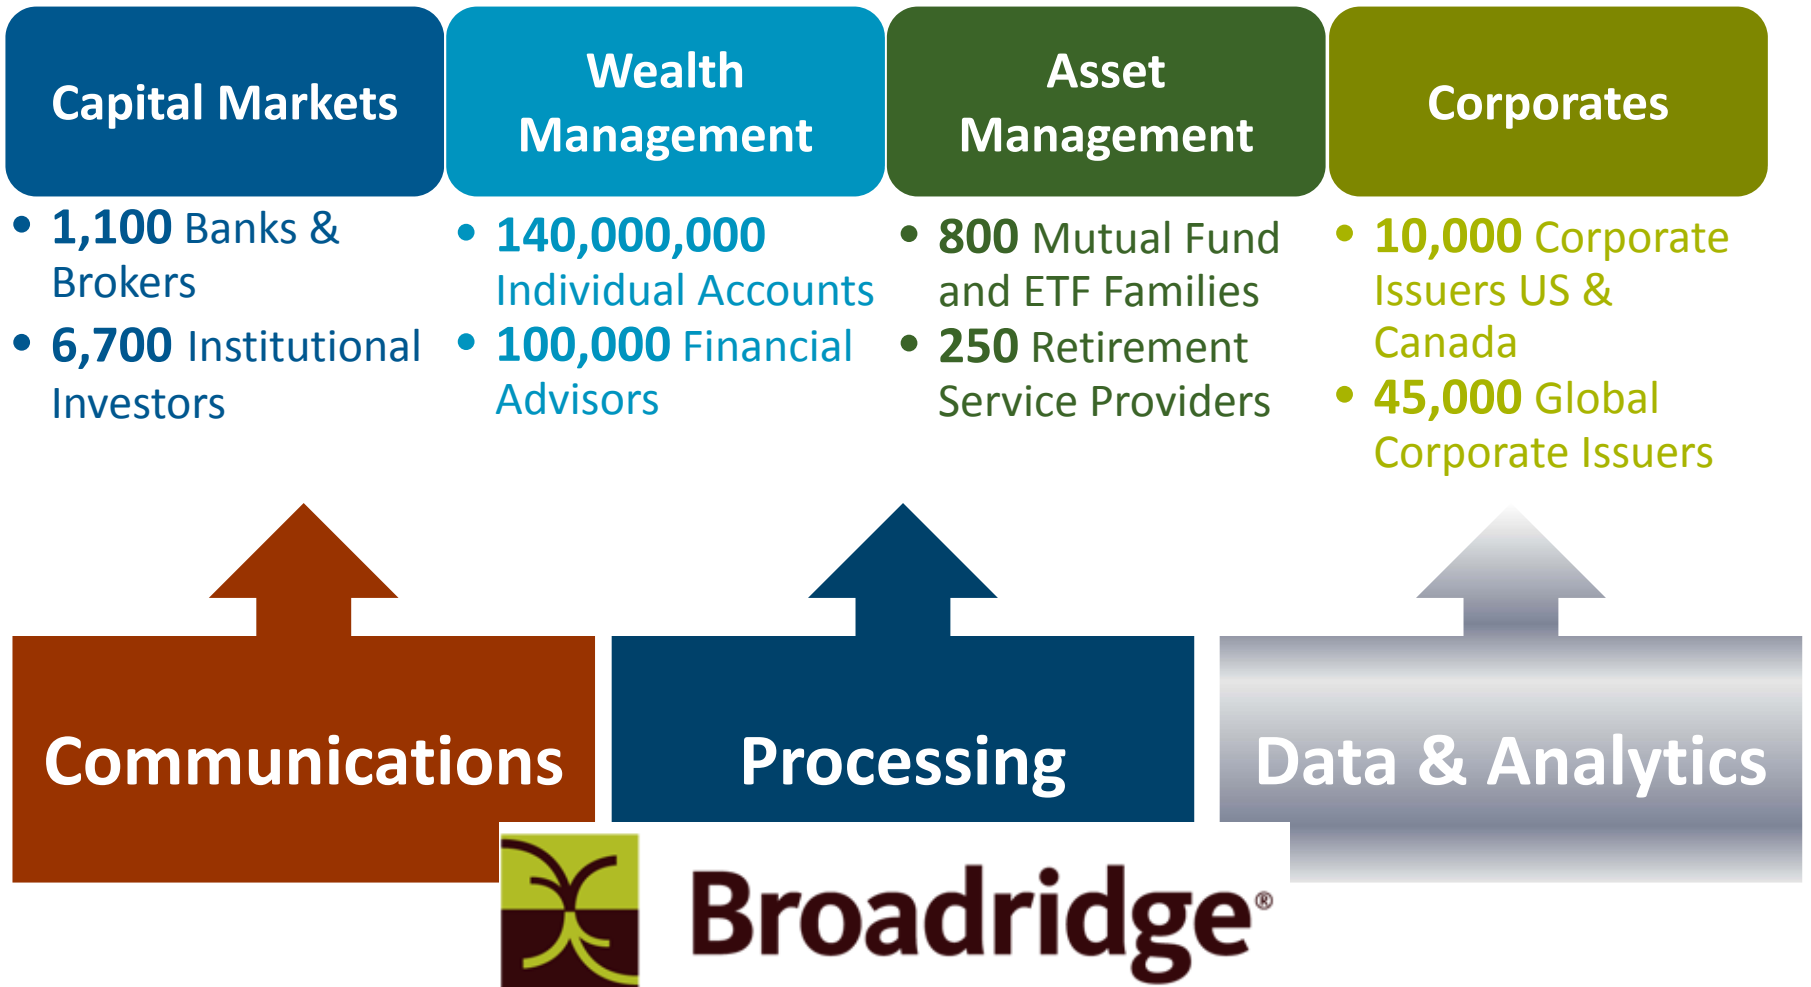 Capital Markets
Wealth
Management
Asset
Management
Corporates
• 1,100 Banks &
Brokers
• 6,700 Institutional
Investors
• 140,000,000
Individual Accounts
• 100,000 Financial
Advisors
• 800 Mutual Fund
and ETF Families
• 250 Retirement
Service Providers
• 10,000 Corporate
Issuers US &
Canada
• 45,000 Global
Corporate Issuers
Communications
Processing
Data & Analytics
Broadridge®